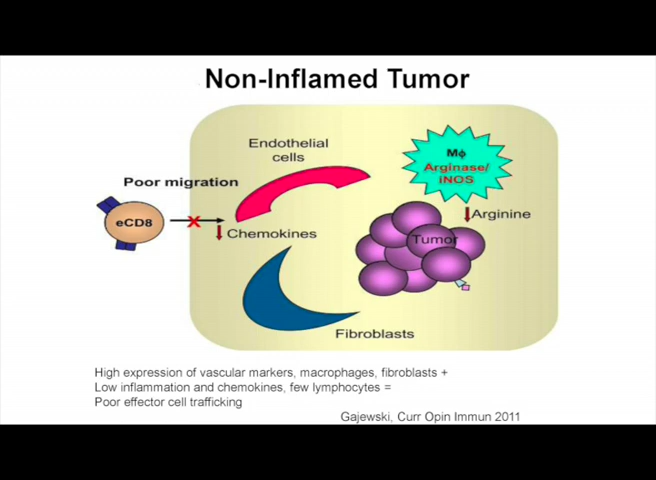 Non-Inflamed Tumor
Endothelial
cells
Mφ
Arginase/
iNOS
Poor migration
eCD8
X
Chemokines
Arginine
Tumor
Fibroblasts
High expression of vascular markers, macrophages, fibroblasts +
Low inflammation and chemokines, few lymphocytes =
Poor effector cell trafficking
Gajewski, Curr Opin Immun 2011